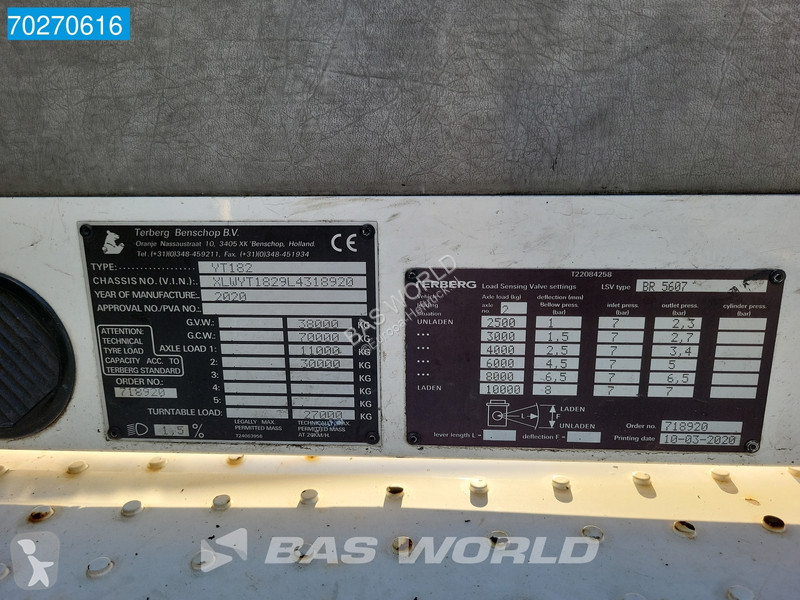 70270616
Terberg Benschop B.V.
Oranje Nassaustraat 10, 3405 XK Benschop, Holland.
Tel.(+31)(0)348-459211, Fax. (+31)(0)348-451934
CE
TYPE: YT182
CHASSIS NO.(V.I.N.) XLWYT1829L4318920
YEAR OF MANUFACTURE: 2020
APPROVAL NO./PVA NO.:
G.V.W.: 38000 KG
G.C.W.: 70000 KG
ATTENTION: TECHNICAL TYRE LOAD CAPACITY ACC. TO TERBERG STANDARD
AXLE LOAD 1: 11000 KG
2: 30000 KG
3: KG
4: KG
5: KG
ORDER NO.: 718920
TURNTABLE LOAD: 27000 KG
1,5 %
LEGALLY MAX. PERMITTED MASS
TECHNICALLY MAX. PERMITTED MASS AT 24KM/H.
T22084258
TERBERG Load Sensing Valve settings LSV type BR 5607
Axle load (kg) deflection (mm) inlet press. outlet press. cylinder press.
axle no. 2 /Bellow press. (bar) (bar) (bar) (bar)
UNLADEN 2500 1 7 2,3
3000 1,5 7 2,7
4000 2,5 7 3,4
6000 4,5 7 5
8000 6,5 7 6,5
LADEN 10000 8 7 7
L F LADEN
UNLADEN
lever length L = deflection F =
Order no. 718920
Printing date 10-03-2020
BAS WORLD
BAS WORLD